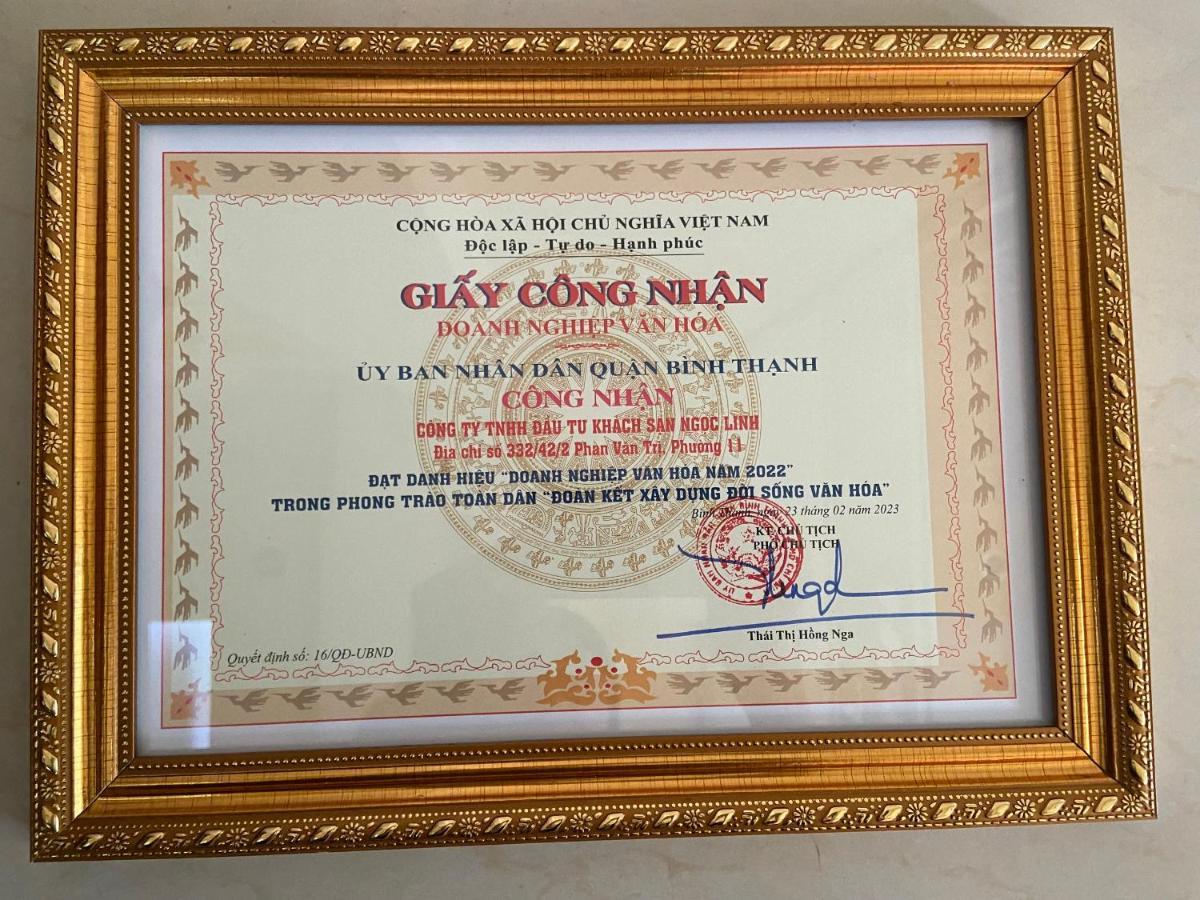 CỘNG HÒA XÃ HỘI CHỦ NGHĨA VIỆT NAM
Độc lập - Tự do - Hạnh phúc
GIẤY CÔNG NHẬN
DOANH NGHIỆP VĂN HÓA
ỦY BAN NHÂN DÂN QUẬN BÌNH THẠNH
CÔNG NHẬN
CÔNG TY TNHH ĐẦU TƯ KHÁCH SẠN NGỌC LINH
Địa chỉ số 332/42/2 Phan Văn Trị, Phường 11
ĐẠT DANH HIỆU "DOANH NGHIỆP VĂN HÓA NĂM 2022"
TRONG PHONG TRÀO TOÀN DÂN "ĐOÀN KẾT XÂY DỰNG ĐỜI SỐNG VĂN HÓA"
Bình Thạnh, ngày 23 tháng 02 năm 2023
KT. CHỦ TỊCH
PHÓ CHỦ TỊCH
Thái Thị Hồng Nga
Quyết định số: 16/QĐ-UBND